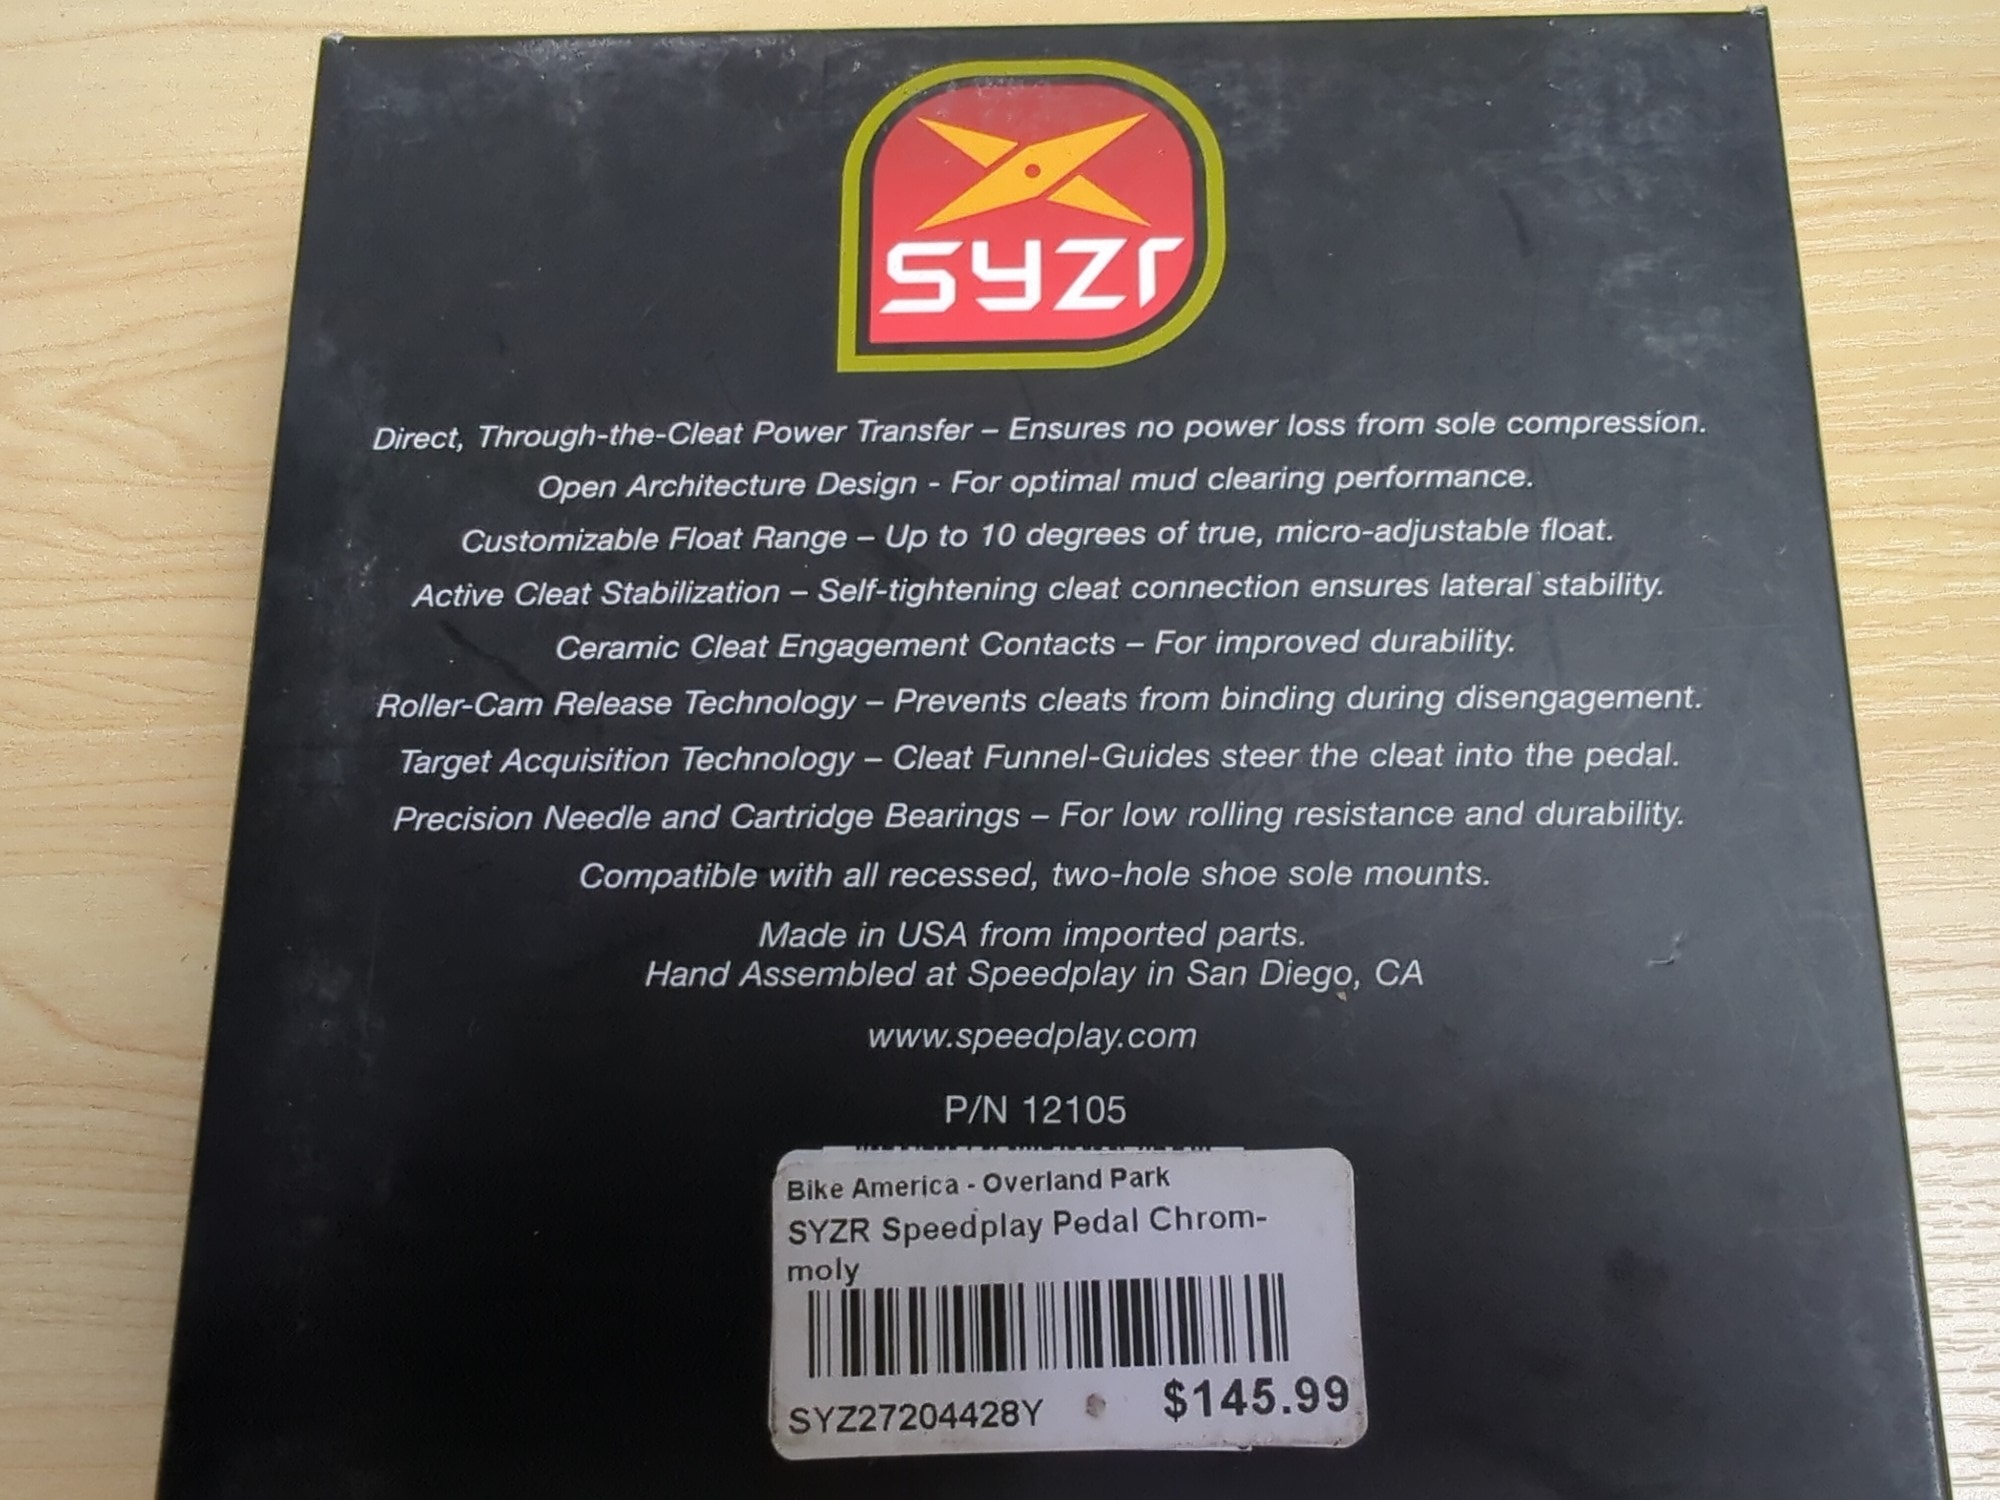 SYZR
Direct, Through-the-Cleat Power Transfer – Ensures no power loss from sole compression.
Open Architecture Design - For optimal mud clearing performance.
Customizable Float Range – Up to 10 degrees of true, micro-adjustable float.
Active Cleat Stabilization – Self-tightening cleat connection ensures lateral stability.
Ceramic Cleat Engagement Contacts – For improved durability.
Roller-Cam Release Technology – Prevents cleats from binding during disengagement.
Target Acquisition Technology – Cleat Funnel-Guides steer the cleat into the pedal.
Precision Needle and Cartridge Bearings – For low rolling resistance and durability.
Compatible with all recessed, two-hole shoe sole mounts.
Made in USA from imported parts.
Hand Assembled at Speedplay in San Diego, CA
www.speedplay.com
P/N 12105
Bike America - Overland Park
SYZR Speedplay Pedal Chrom-
moly
SYZ27204428Y $145.99